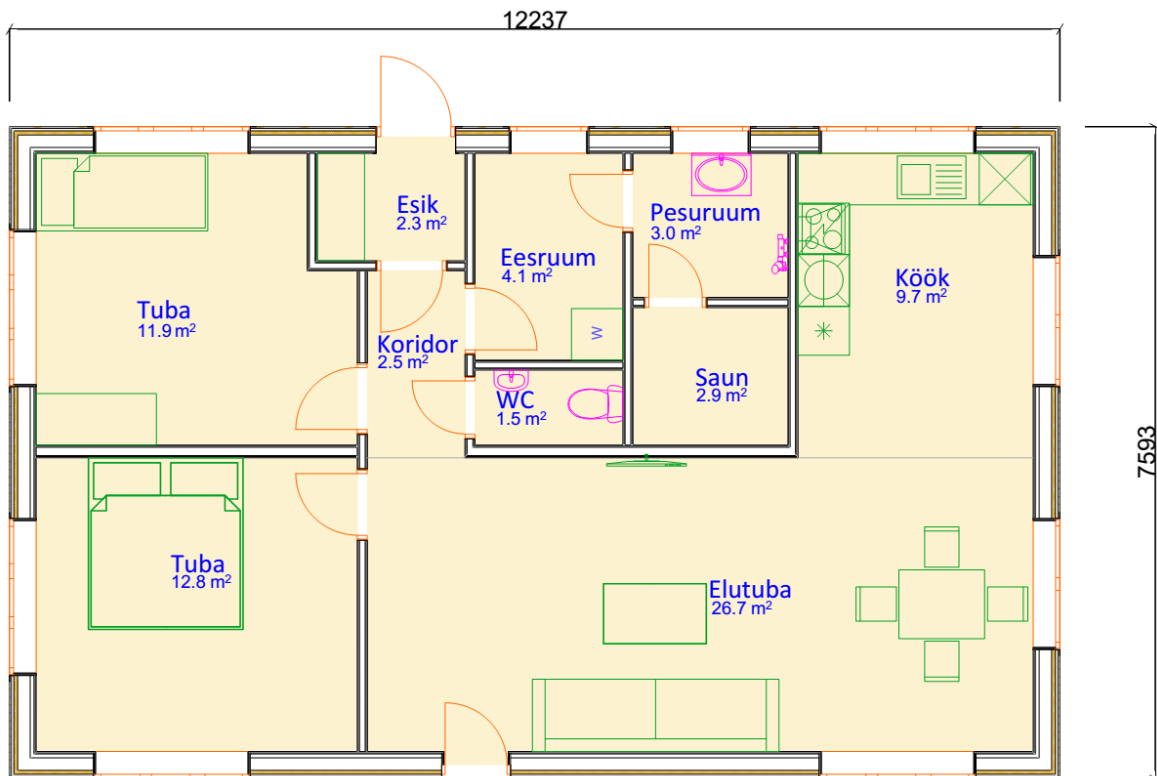 12237
Esik
2.3 m²
Pesuruum
3.0 m²
Eesruum
4.1 m²
Köök
9.7 m²
Tuba
11.9 m²
Koridor
2.5 m²
W
Saun
2.9 m²
WC
1.5 m²
7593
Tuba
12.8 m²
Elutuba
26.7 m²